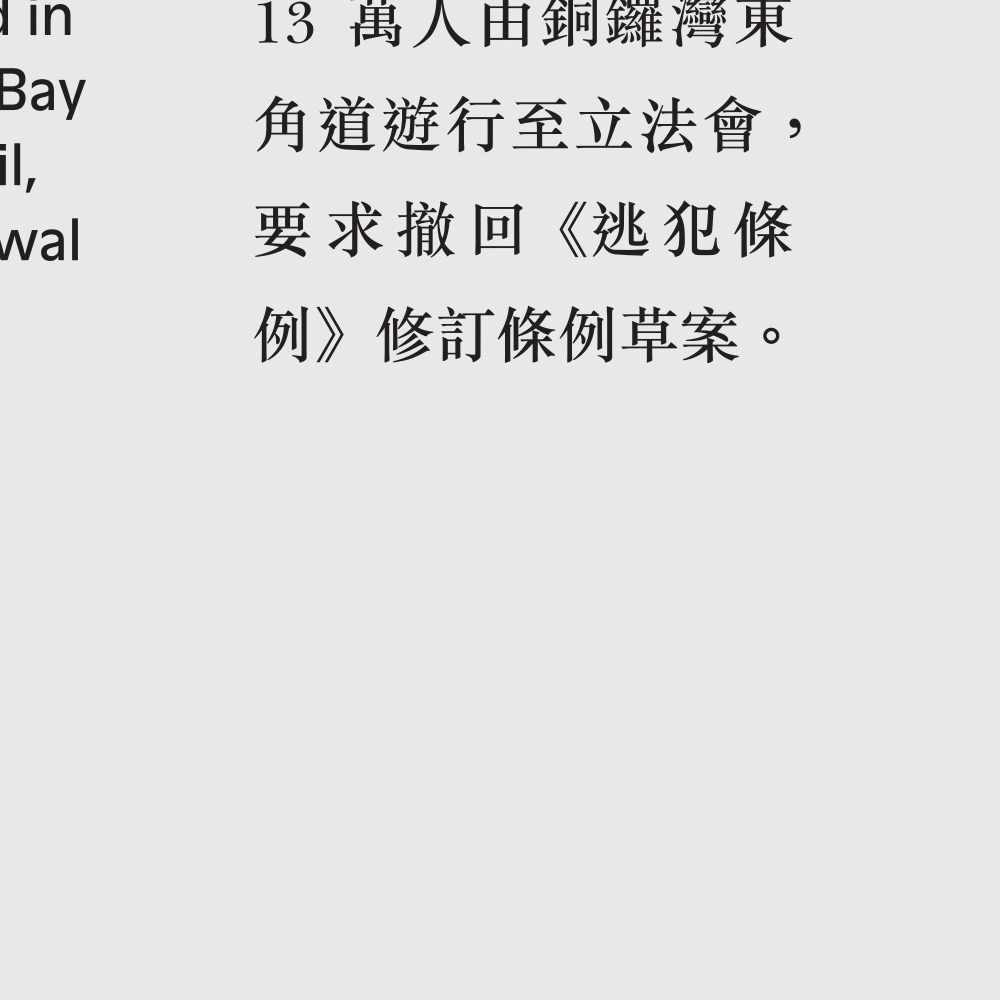 d in
Bay
il,
wal
13 萬人由銅鑼灣東
角道遊行至立法會，
要求撤回《逃犯條
例》修訂條例草案。